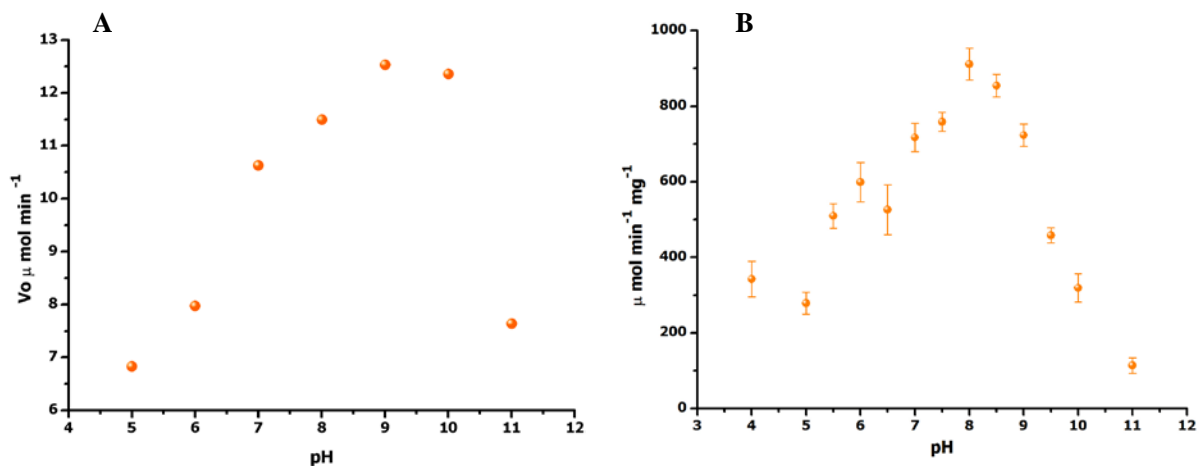 A
13
12
11
10
9
8
7
6
4 5 6 7 8 9 10 11 12
Vo μ mol min⁻¹
pH
B
1000
800
600
400
200
0
3 4 5 6 7 8 9 10 11 12
μ mol min⁻¹ mg⁻¹
pH